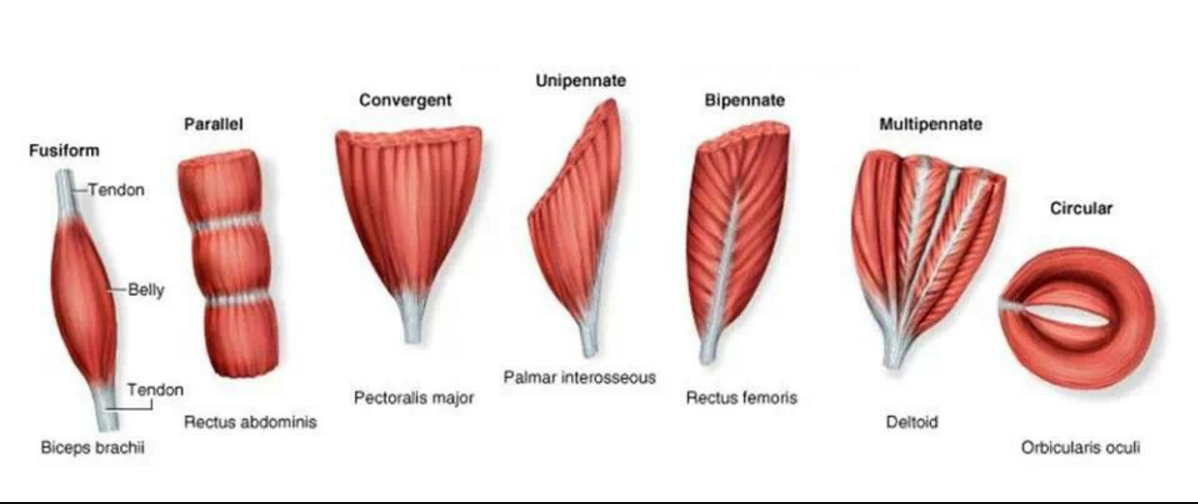 Fusiform
Tendon
Belly
Tendon
Biceps brachii
Parallel
Rectus abdominis
Convergent
Pectoralis major
Unipennate
Palmar interosseous
Bipennate
Rectus femoris
Multipennate
Deltoid
Circular
Orbicularis oculi